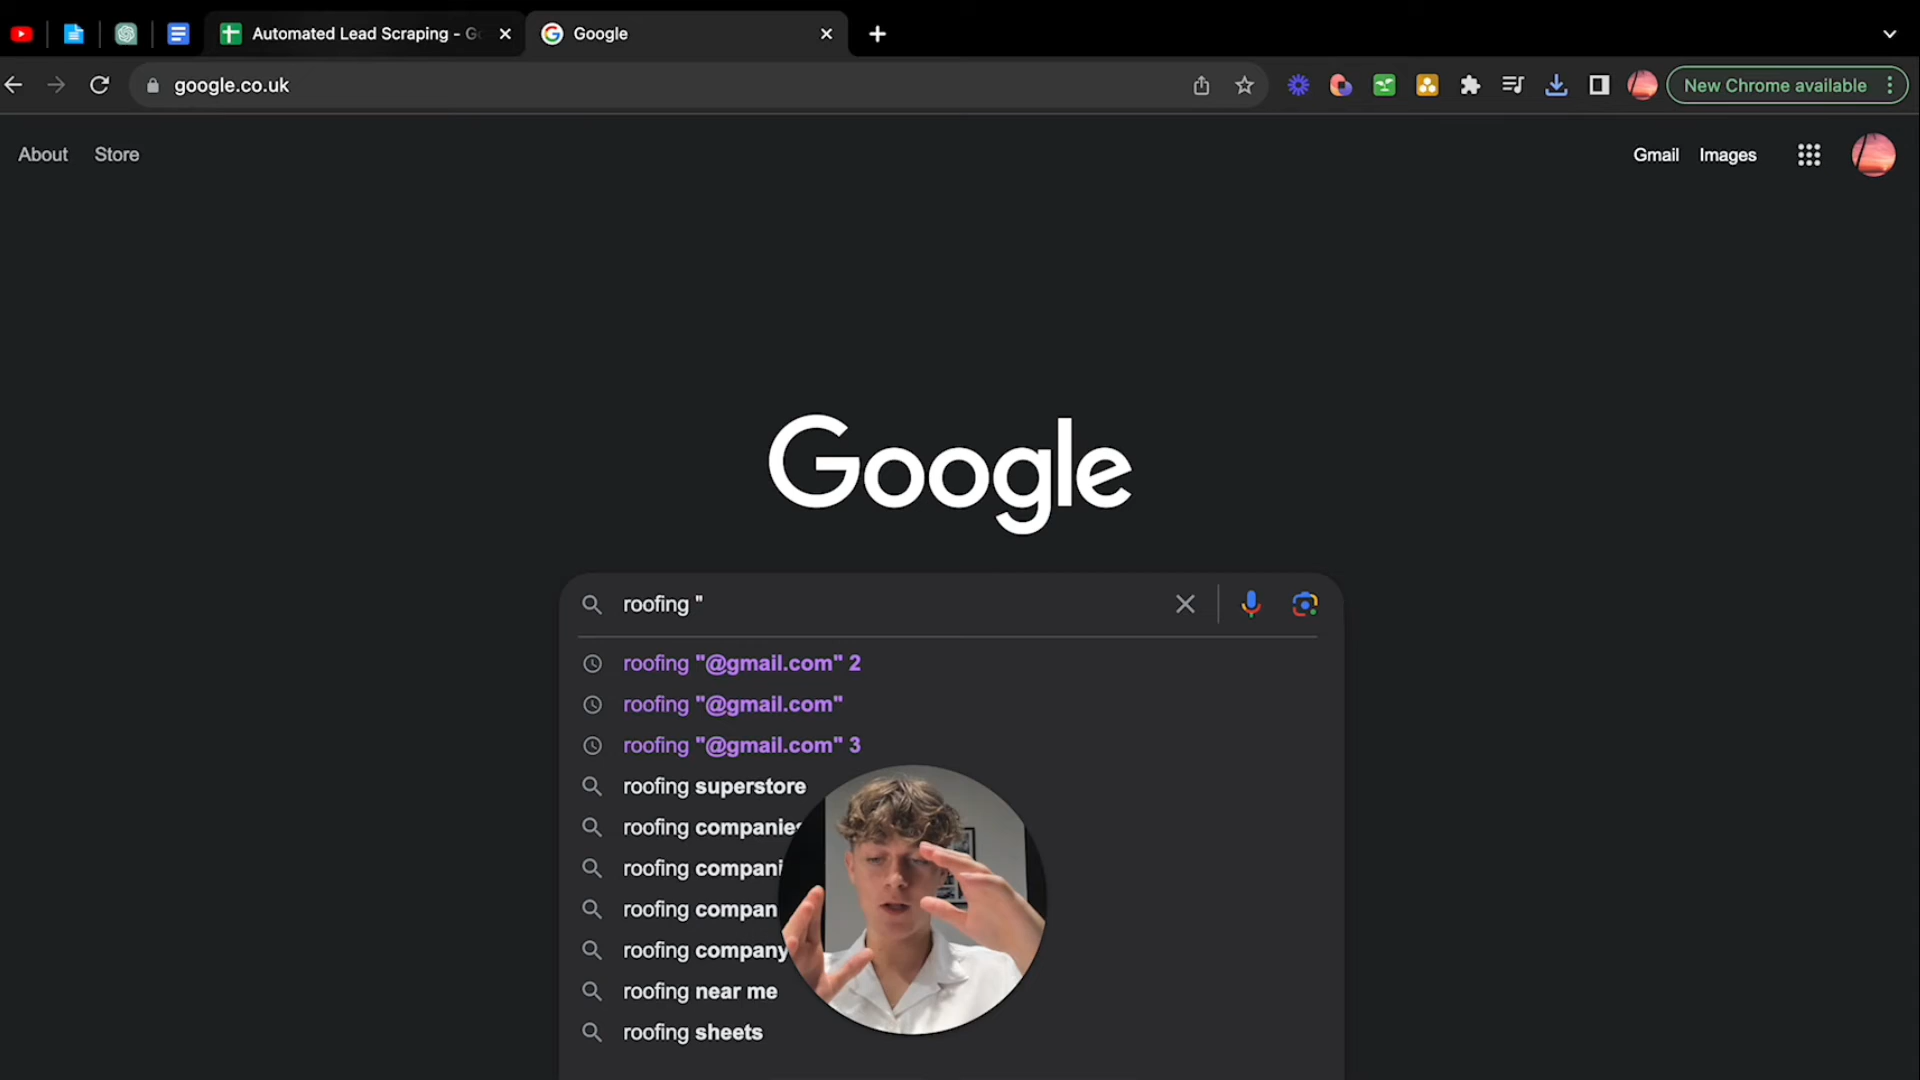 Automated Lead Scraping - Go
Google
google.co.uk
New Chrome available
About
Store
Gmail
Images
Google
roofing "
roofing "@gmail.com" 2
roofing "@gmail.com"
roofing "@gmail.com" 3
roofing superstore
roofing companies
roofing compani
roofing compan
roofing company
roofing near me
roofing sheets